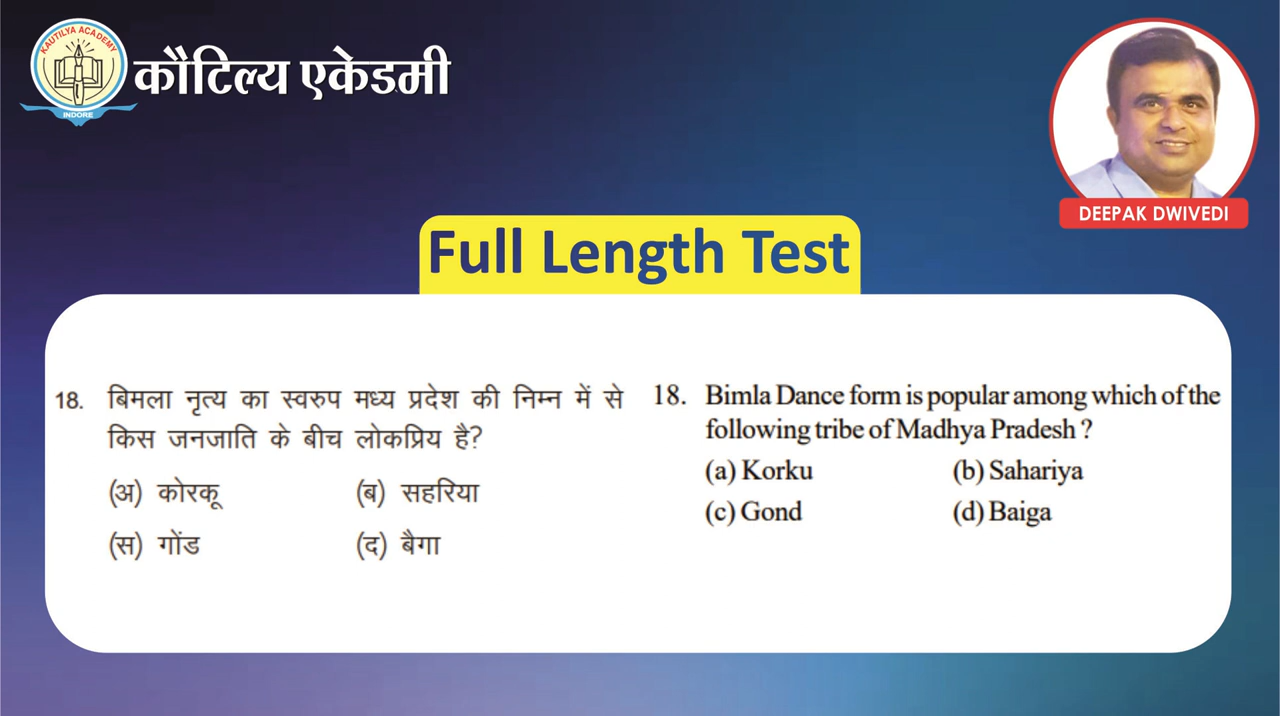 KAUTILYA ACADEMY
INDORE
कौटिल्य एकेडमी
DEEPAK DWIVEDI
Full Length Test
18. बिमला नृत्य का स्वरुप मध्य प्रदेश की निम्न में से
किस जनजाति के बीच लोकप्रिय है?
(अ) कोरकू (ब) सहरिया
(स) गोंड (द) बैगा
18. Bimla Dance form is popular among which of the
following tribe of Madhya Pradesh ?
(a) Korku (b) Sahariya
(c) Gond (d) Baiga